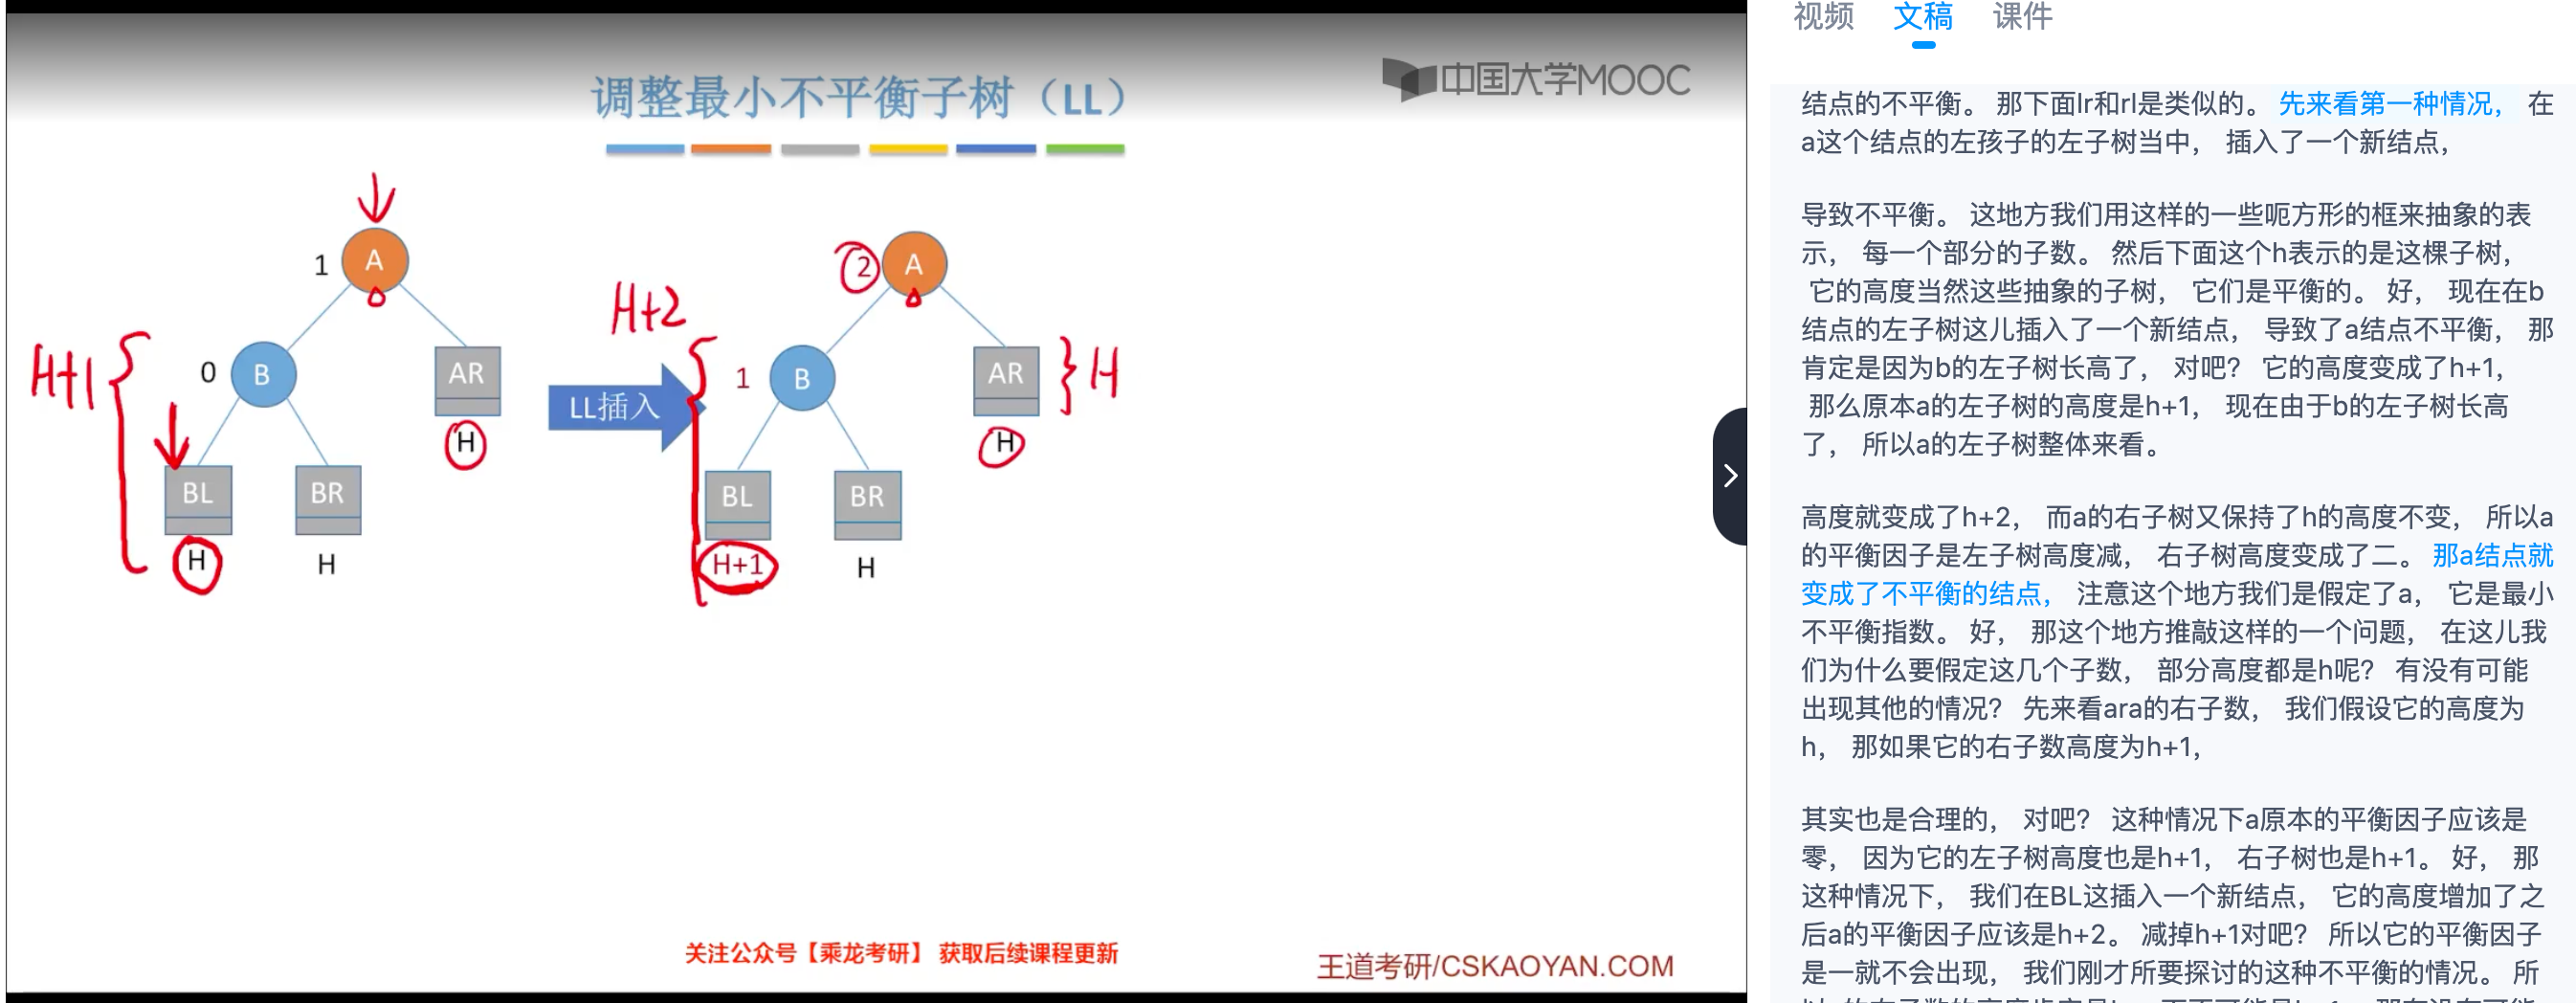 调整最小不平衡子树（LL）
中国大学MOOC
1
A
H+1
0
B
AR
H
BL
BR
H
H
LL插入
H+2
2
A
1
B
AR
H
H
BL
BR
H+1
H
关注公众号【乘龙考研】 获取后续课程更新
王道考研/CSKAOYAN.COM
视频 文稿 课件
结点的不平衡。 那下面lr和rl是类似的。 先来看第一种情况， 在
a这个结点的左孩子的左子树当中， 插入了一个新结点，
导致不平衡。 这地方我们用这样的一些呃方形的框来抽象的表
示， 每一个部分的子数。 然后下面这个h表示的是这棵子树，
它的高度当然这些抽象的子树， 它们是平衡的。 好， 现在在b
结点的左子树这儿插入了一个新结点， 导致了a结点不平衡， 那
肯定是因为b的左子树长高了， 对吧？ 它的高度变成了h+1，
那么原本a的左子树的高度是h+1， 现在由于b的左子树长高
了， 所以a的左子树整体来看。
高度就变成了h+2， 而a的右子树又保持了h的高度不变， 所以a
的平衡因子是左子树高度减， 右子树高度变成了二。 那a结点就
变成了不平衡的结点， 注意这个地方我们是假定了a， 它是最小
不平衡指数。 好， 那这个地方推敲这样的一个问题， 在这儿我
们为什么要假定这几个子数， 部分高度都是h呢？ 有没有可能
出现其他的情况？ 先来看ara的右子数， 我们假设它的高度为
h， 那如果它的右子数高度为h+1，
其实也是合理的， 对吧？ 这种情况下a原本的平衡因子应该是
零， 因为它的左子树高度也是h+1， 右子树也是h+1。 好， 那
这种情况下， 我们在BL这插入一个新结点， 它的高度增加了之
后a的平衡因子应该是h+2。 减掉h+1对吧？ 所以它的平衡因子
是一就不会出现， 我们刚才所要探讨的这种不平衡的情况。 所